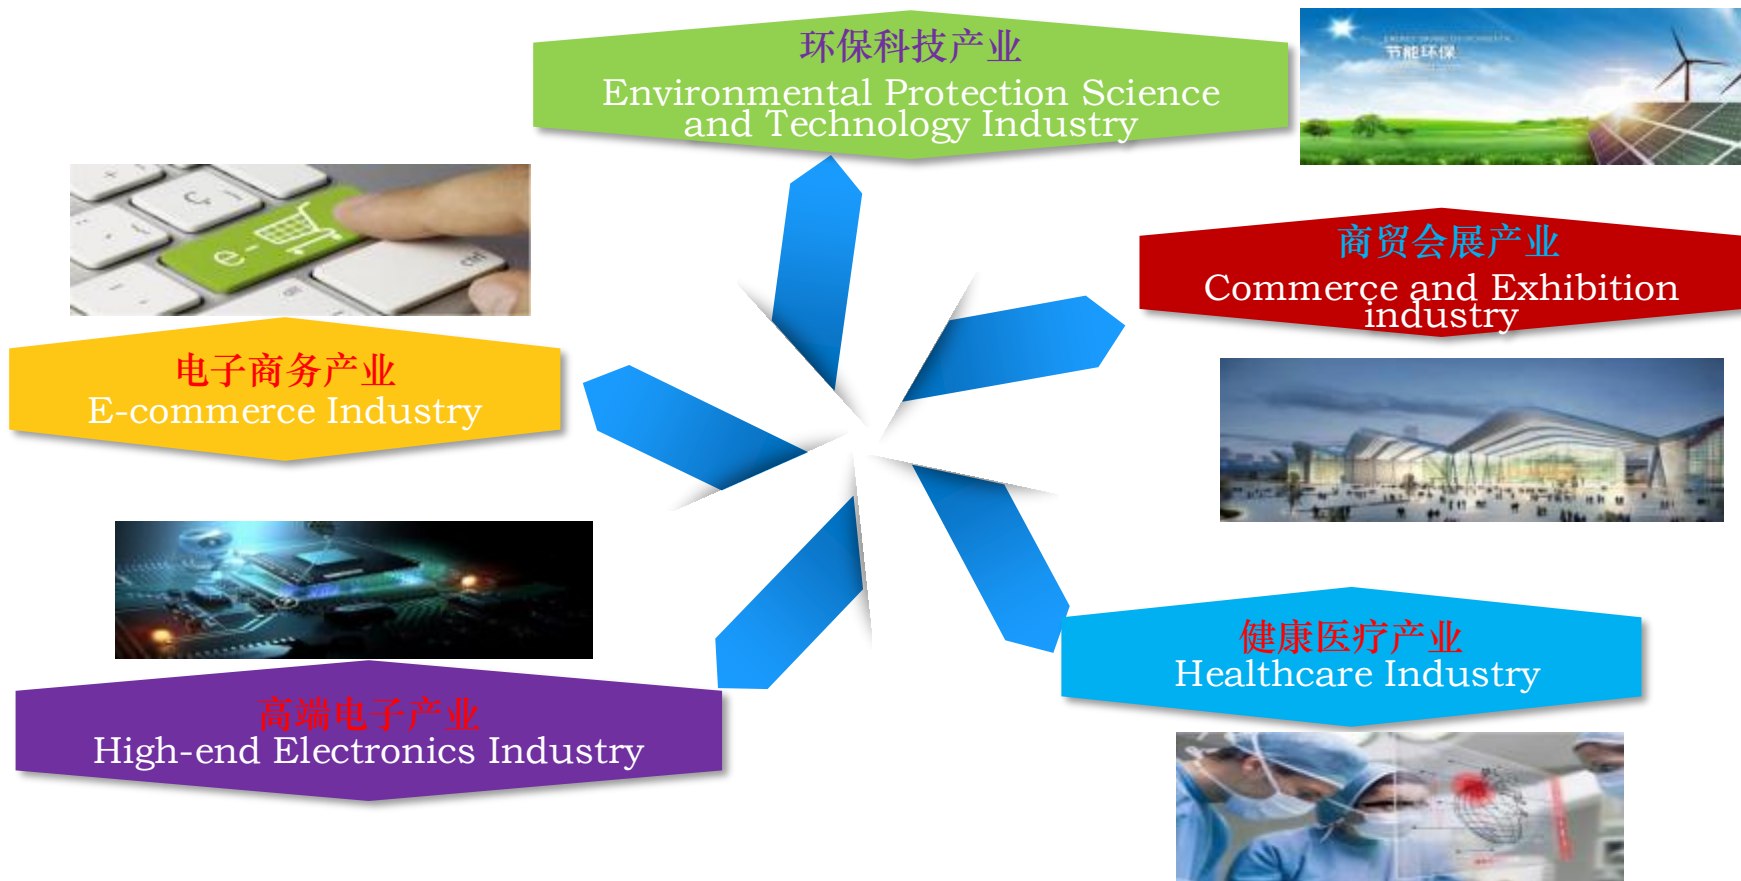 环保科技产业
Environmental Protection Science
and Technology Industry
节能环保
商贸会展产业
Commerce and Exhibition
industry
e-
ctrl
电子商务产业
E-commerce Industry
高端电子产业
High-end Electronics Industry
健康医疗产业
Healthcare Industry